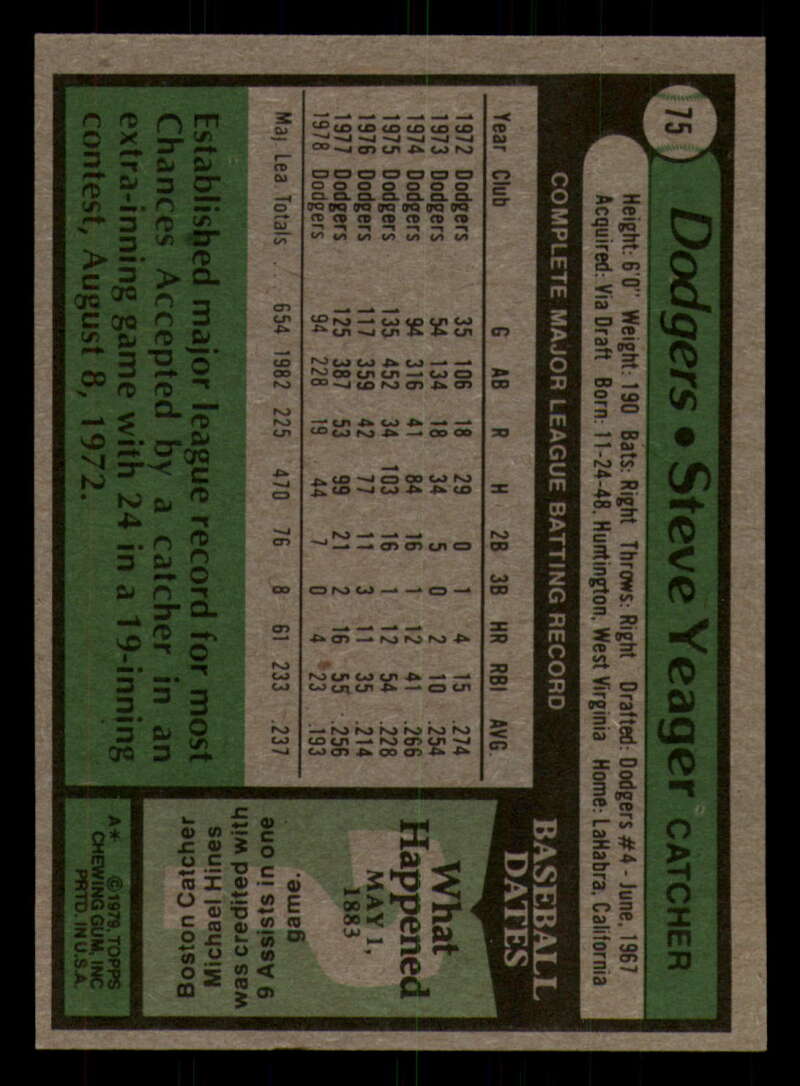 75
Dodgers • Steve Yeager CATCHER
Height: 6'0" Weight: 190 Bats: Right Throws: Right Drafted: Dodgers #4 - June, 1967
Acquired: Via Draft Born: 11-24-48, Huntington, West Virginia Home: LaHabra, California
COMPLETE MAJOR LEAGUE BATTING RECORD
Year Club G AB R H 2B 3B HR RBI AVG.
1972 Dodgers 35 106 18 29 0 1 4 15 .274
1973 Dodgers 54 134 18 34 5 0 2 10 .254
1974 Dodgers 94 316 41 84 16 1 12 41 .266
1975 Dodgers 135 452 34 103 16 1 12 54 .228
1976 Dodgers 117 359 42 77 11 3 11 35 .214
1977 Dodgers 125 387 53 99 21 2 16 55 .256
1978 Dodgers 94 228 19 44 7 0 4 23 .193
Maj. Lea Totals ... 654 1982 225 470 76 8 61 233 .237
Established major league record for most
Chances Accepted by a catcher in an
extra-inning game with 24 in a 19-inning
contest, August 8, 1972.
BASEBALL
DATES
What
Happened
MAY 1,
1883
?
Boston Catcher
Michael Hines
was credited with
9 Assists in one
game.
A* ©1979, TOPPS
CHEWING GUM, INC
PRTD. IN U.S.A.